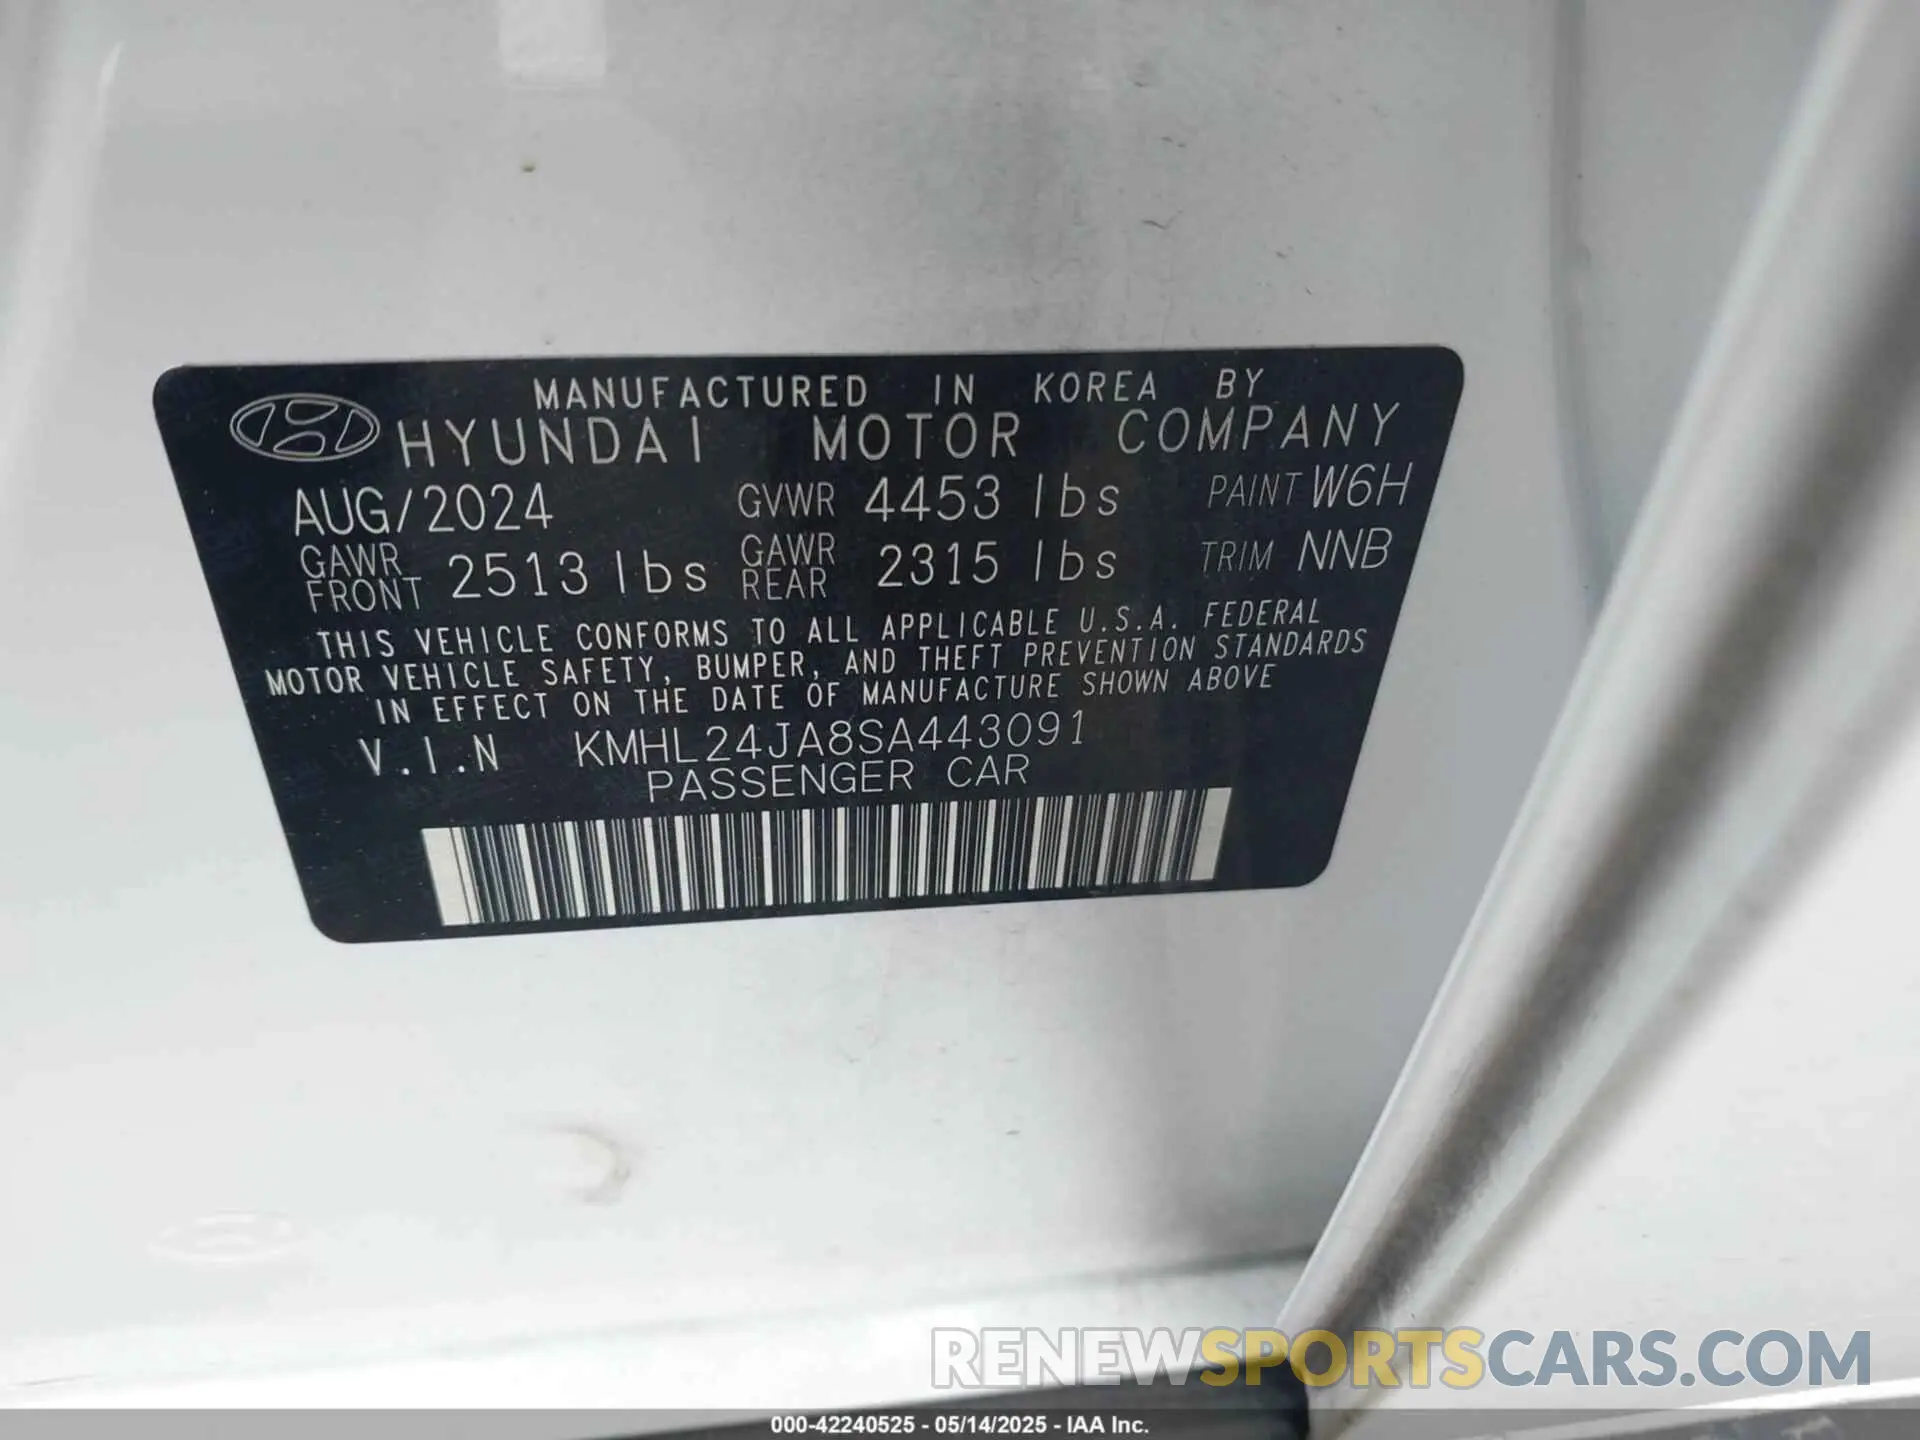 MANUFACTURED IN KOREA BY
HYUNDAI MOTOR COMPANY
AUG/2024 GVWR 4453 lbs PAINT W6H
GAWR FRONT 2513 lbs GAWR REAR 2315 lbs TRIM NNB
THIS VEHICLE CONFORMS TO ALL APPLICABLE U.S.A. FEDERAL
MOTOR VEHICLE SAFETY, BUMPER, AND THEFT PREVENTION STANDARDS
IN EFFECT ON THE DATE OF MANUFACTURE SHOWN ABOVE
V.I.N KMHL24JA8SA443091
PASSENGER CAR
RENEWSPORTSCARS.COM
000-42240525 - 05/14/2025 - IAA Inc.